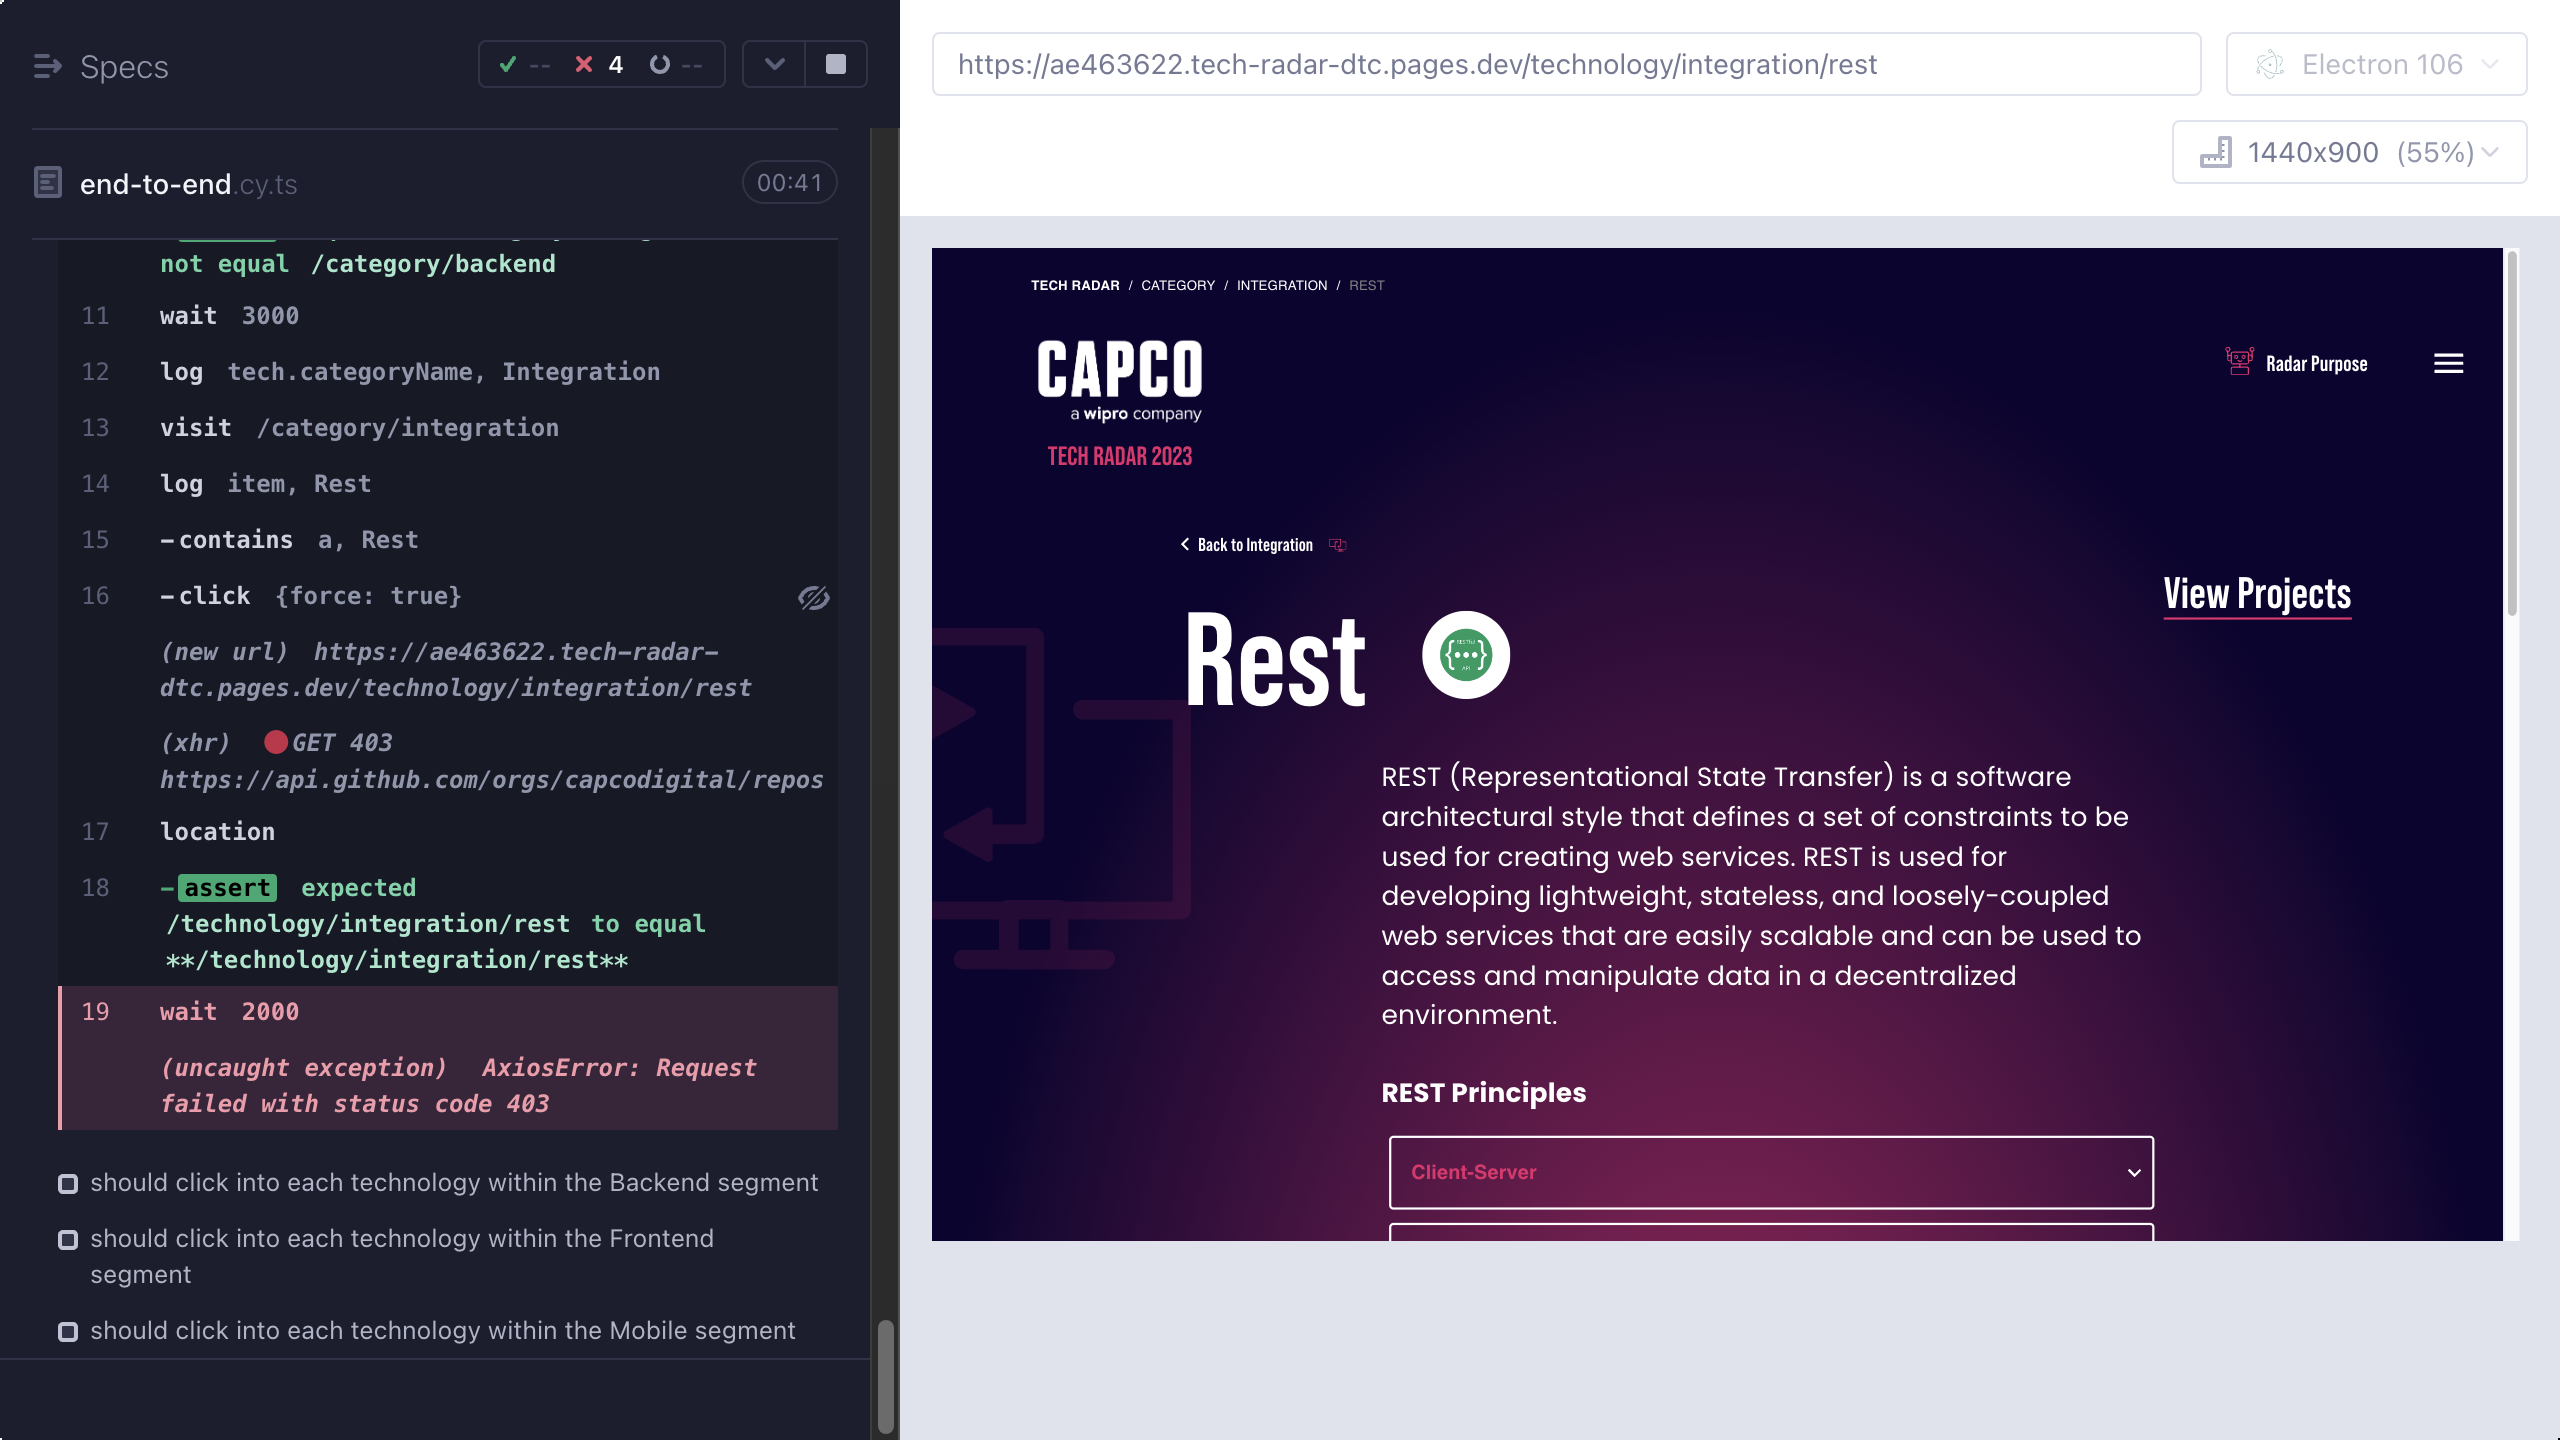 Specs
-- 4 --
end-to-end.cy.ts
00:41
not equal /category/backend
11 wait 3000
12 log tech.categoryName, Integration
13 visit /category/integration
14 log item, Rest
15 -contains a, Rest
16 -click {force: true}
(new url) https://ae463622.tech-radar-
dtc.pages.dev/technology/integration/rest
(xhr) GET 403
https://api.github.com/orgs/capcodigital/repos
17 location
18 -assert expected
/technology/integration/rest to equal
**/technology/integration/rest**
19 wait 2000
(uncaught exception) AxiosError: Request
failed with status code 403
should click into each technology within the Backend segment
should click into each technology within the Frontend
segment
should click into each technology within the Mobile segment
https://ae463622.tech-radar-dtc.pages.dev/technology/integration/rest
Electron 106
1440x900 (55%)
TECH RADAR / CATEGORY / INTEGRATION / REST
CAPCO
a wipro company
TECH RADAR 2023
Radar Purpose
Back to Integration
View Projects
Rest
RESTful
{•••}
API
REST (Representational State Transfer) is a software
architectural style that defines a set of constraints to be
used for creating web services. REST is used for
developing lightweight, stateless, and loosely-coupled
web services that are easily scalable and can be used to
access and manipulate data in a decentralized
environment.
REST Principles
Client-Server